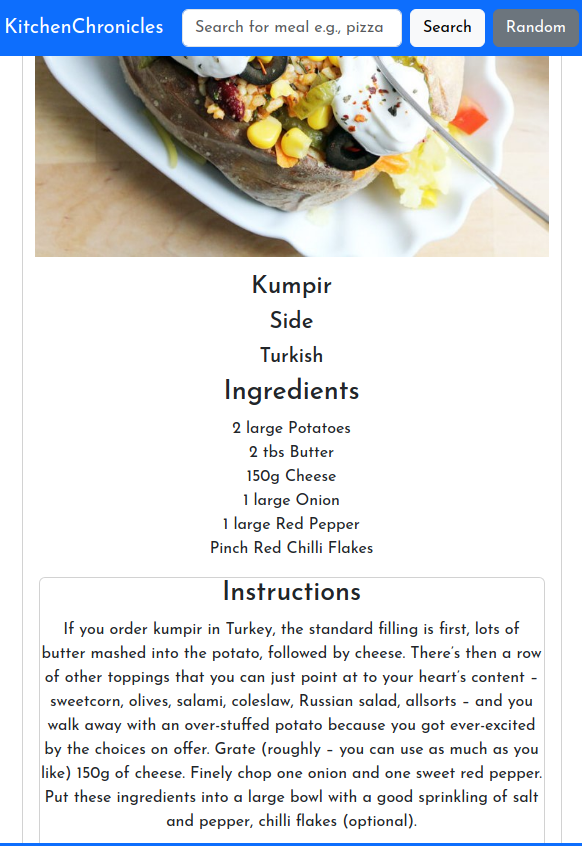 KitchenChronicles
Search for meal e.g., pizza
Search
Random
Kumpir
Side
Turkish
Ingredients
2 large Potatoes
2 tbs Butter
150g Cheese
1 large Onion
1 large Red Pepper
Pinch Red Chilli Flakes
Instructions
If you order kumpir in Turkey, the standard filling is first, lots of
butter mashed into the potato, followed by cheese. There’s then a row
of other toppings that you can just point at to your heart’s content –
sweetcorn, olives, salami, coleslaw, Russian salad, allsorts – and you
walk away with an over-stuffed potato because you got ever-excited
by the choices on offer. Grate (roughly – you can use as much as you
like) 150g of cheese. Finely chop one onion and one sweet red pepper.
Put these ingredients into a large bowl with a good sprinkling of salt
and pepper, chilli flakes (optional).